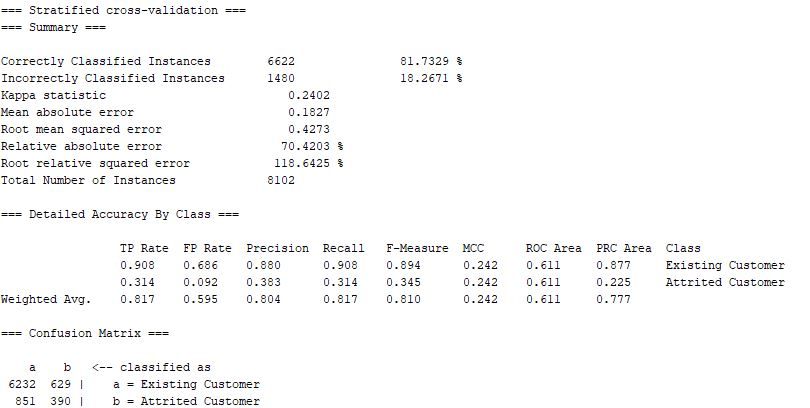 === Stratified cross-validation ===
=== Summary ===
Correctly Classified Instances 6622 81.7329 %
Incorrectly Classified Instances 1480 18.2671 %
Kappa statistic 0.2402
Mean absolute error 0.1827
Root mean squared error 0.4273
Relative absolute error 70.4203 %
Root relative squared error 118.6425 %
Total Number of Instances 8102
=== Detailed Accuracy By Class ===
TP Rate FP Rate Precision Recall F-Measure MCC ROC Area PRC Area Class
0.908 0.686 0.880 0.908 0.894 0.242 0.611 0.877 Existing Customer
0.314 0.092 0.383 0.314 0.345 0.242 0.611 0.225 Attrited Customer
Weighted Avg. 0.817 0.595 0.804 0.817 0.810 0.242 0.611 0.777
=== Confusion Matrix ===
a b <-- classified as
6232 629 | a = Existing Customer
851 390 | b = Attrited Customer